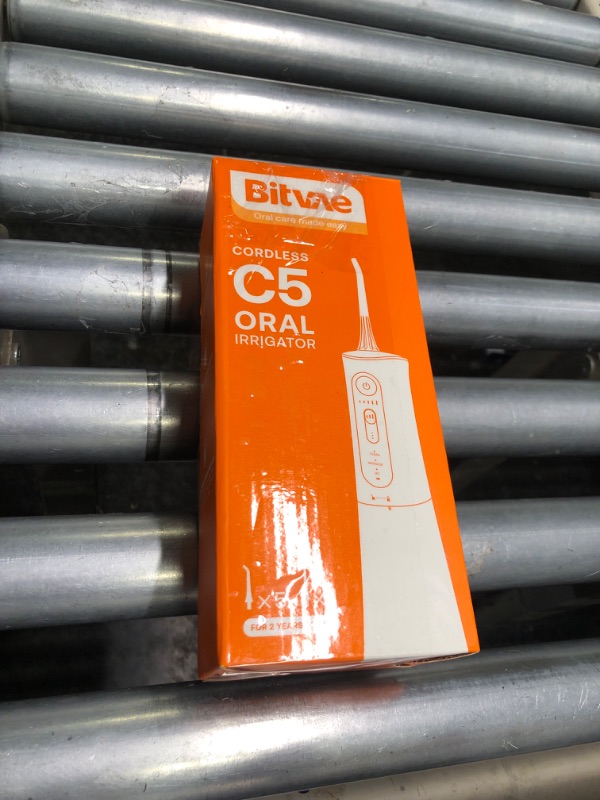 Bitvae
Oral care made easy
CORDLESS
C5
ORAL
IRRIGATOR
FOR 2 YEARS